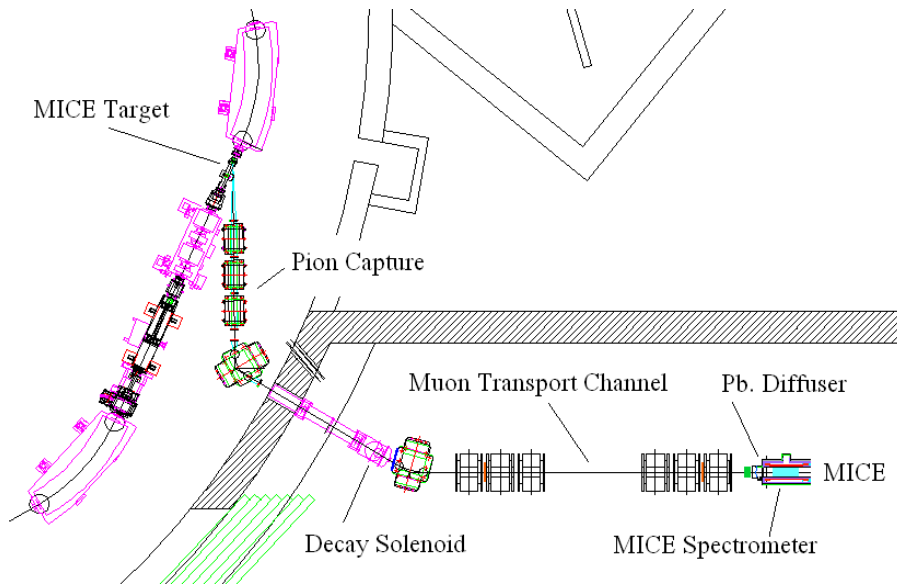 MICE Target
Pion Capture
Muon Transport Channel
Pb. Diffuser
MICE
Decay Solenoid
MICE Spectrometer